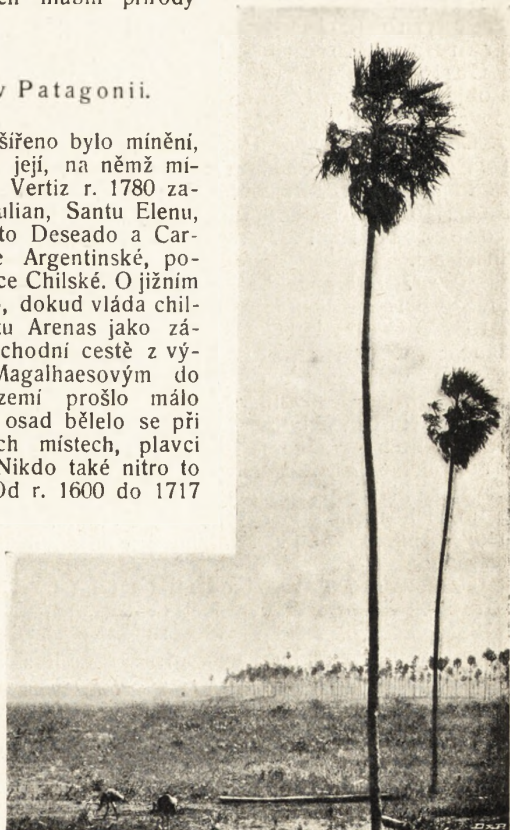 přírody
v Patagonii.
šířeno bylo mínění,
její, na němž mi-
Vertiz r. 1780 za-
ulian, Santu Elenu,
to Deseado a Car-
e Argentinské, po-
ce Chilské. O jižním
, dokud vláda chil-
u Arenas jako zá-
chodní cestě z vý-
Magalhaesovým do
zemí prošlo málo
osad bělelo se při
ch místech, plavci
Nikdo také nitro to
Od r. 1600 do 1717